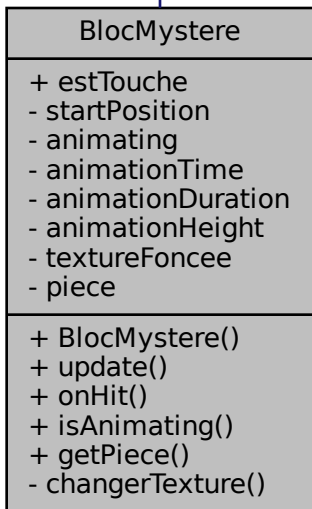 BlocMystere
+ estTouche
- startPosition
- animating
- animationTime
- animationDuration
- animationHeight
- textureFoncee
- piece
+ BlocMystere()
+ update()
+ onHit()
+ isAnimating()
+ getPiece()
- changerTexture()